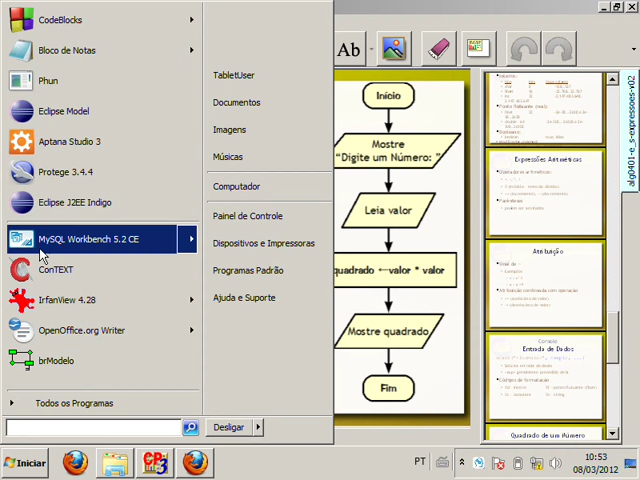 CodeBlocks
Bloco de Notas
Phun
Eclipse Model
Aptana Studio 3
Protege 3.4.4
Eclipse J2EE Indigo
MySQL Workbench 5.2 CE
ConTEXT
IrfanView 4.28
OpenOffice.org Writer
brModelo
Todos os Programas
TabletUser
Documentos
Imagens
Músicas
Computador
Painel de Controle
Dispositivos e Impressoras
Programas Padrão
Ajuda e Suporte
Desligar
Ab
Início
Mostre
"Digite um Número: "
Leia valor
quadrado ←valor * valor
Mostre quadrado
Fim
Expressões Aritméticas
Atribuição
Entrada de Dados
Quadrado de um Número
alg0401-e_s-expressoes-v02
Iniciar
PT
10:53
08/03/2012